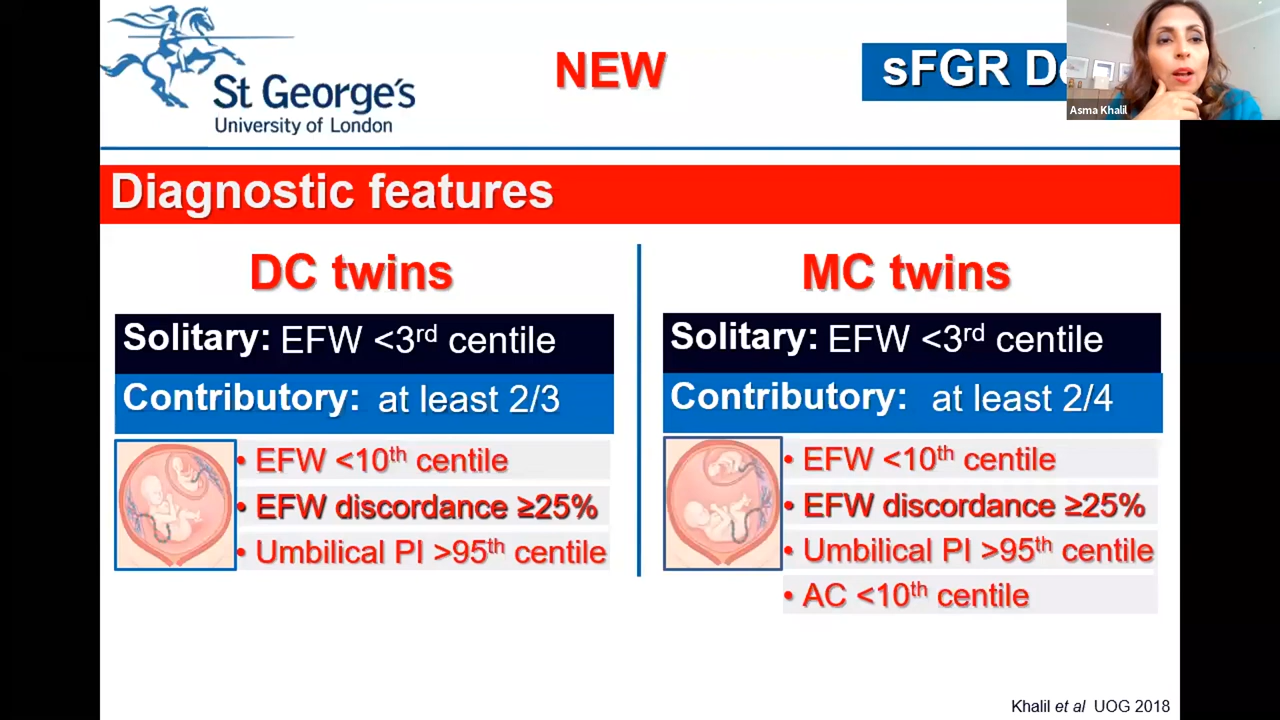 St George's
University of London
NEW
sFGR
Asma Khalil
Diagnostic features
DC twins
Solitary: EFW <3rd centile
Contributory: at least 2/3
• EFW <10th centile
• EFW discordance ≥25%
• Umbilical PI >95th centile
MC twins
Solitary: EFW <3rd centile
Contributory: at least 2/4
• EFW <10th centile
• EFW discordance ≥25%
• Umbilical PI >95th centile
• AC <10th centile
Khalil et al UOG 2018